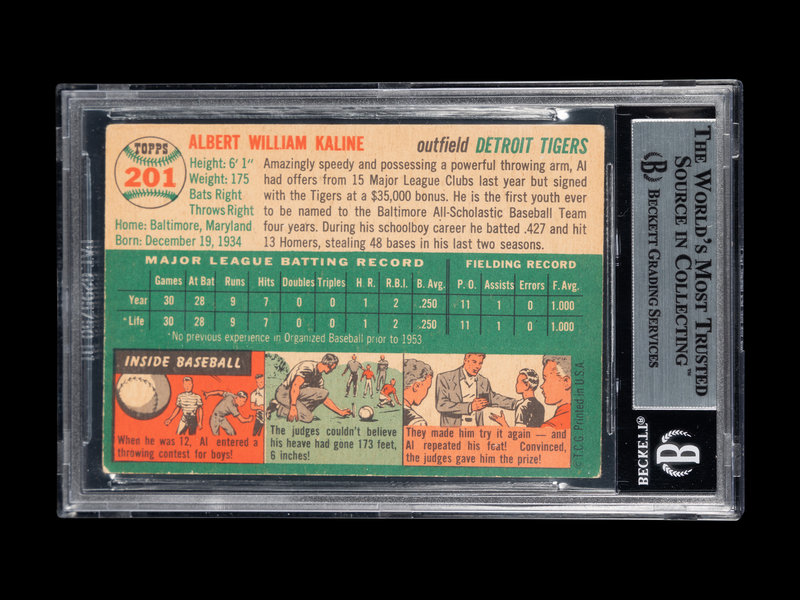 TOPPS
201
ALBERT WILLIAM KALINE
outfield DETROIT TIGERS
Height: 6' 1"
Weight: 175
Bats Right
Throws Right
Home: Baltimore, Maryland
Born: December 19, 1934
Amazingly speedy and possessing a powerful throwing arm, Al
had offers from 15 Major League Clubs last year but signed
with the Tigers at a $35,000 bonus. He is the first youth ever
to be named to the Baltimore All-Scholastic Baseball Team
four years. During his schoolboy career he batted .427 and hit
13 Homers, stealing 48 bases in his last two seasons.
MAJOR LEAGUE BATTING RECORD FIELDING RECORD
Games At Bat Runs Hits Doubles Triples H R. R.B.I. B. Avg. P. O. Assists Errors F. Avg.
Year 30 28 9 7 0 0 1 2 .250 11 1 0 1.000
*Life 30 28 9 7 0 0 1 2 .250 11 1 0 1.000
*No previous experience in Organized Baseball prior to 1953
INSIDE BASEBALL
When he was 12, Al entered a
throwing contest for boys!
The judges couldn't believe
his heave had gone 173 feet,
6 inches!
They made him try it again — and
Al repeated his feat! Convinced,
the judges gave him the prize!
© T.C.G. Printed in U.S.A.
THE WORLD'S MOST TRUSTED
SOURCE IN COLLECTING™
B BECKETT GRADING SERVICES
BECKETT®
B